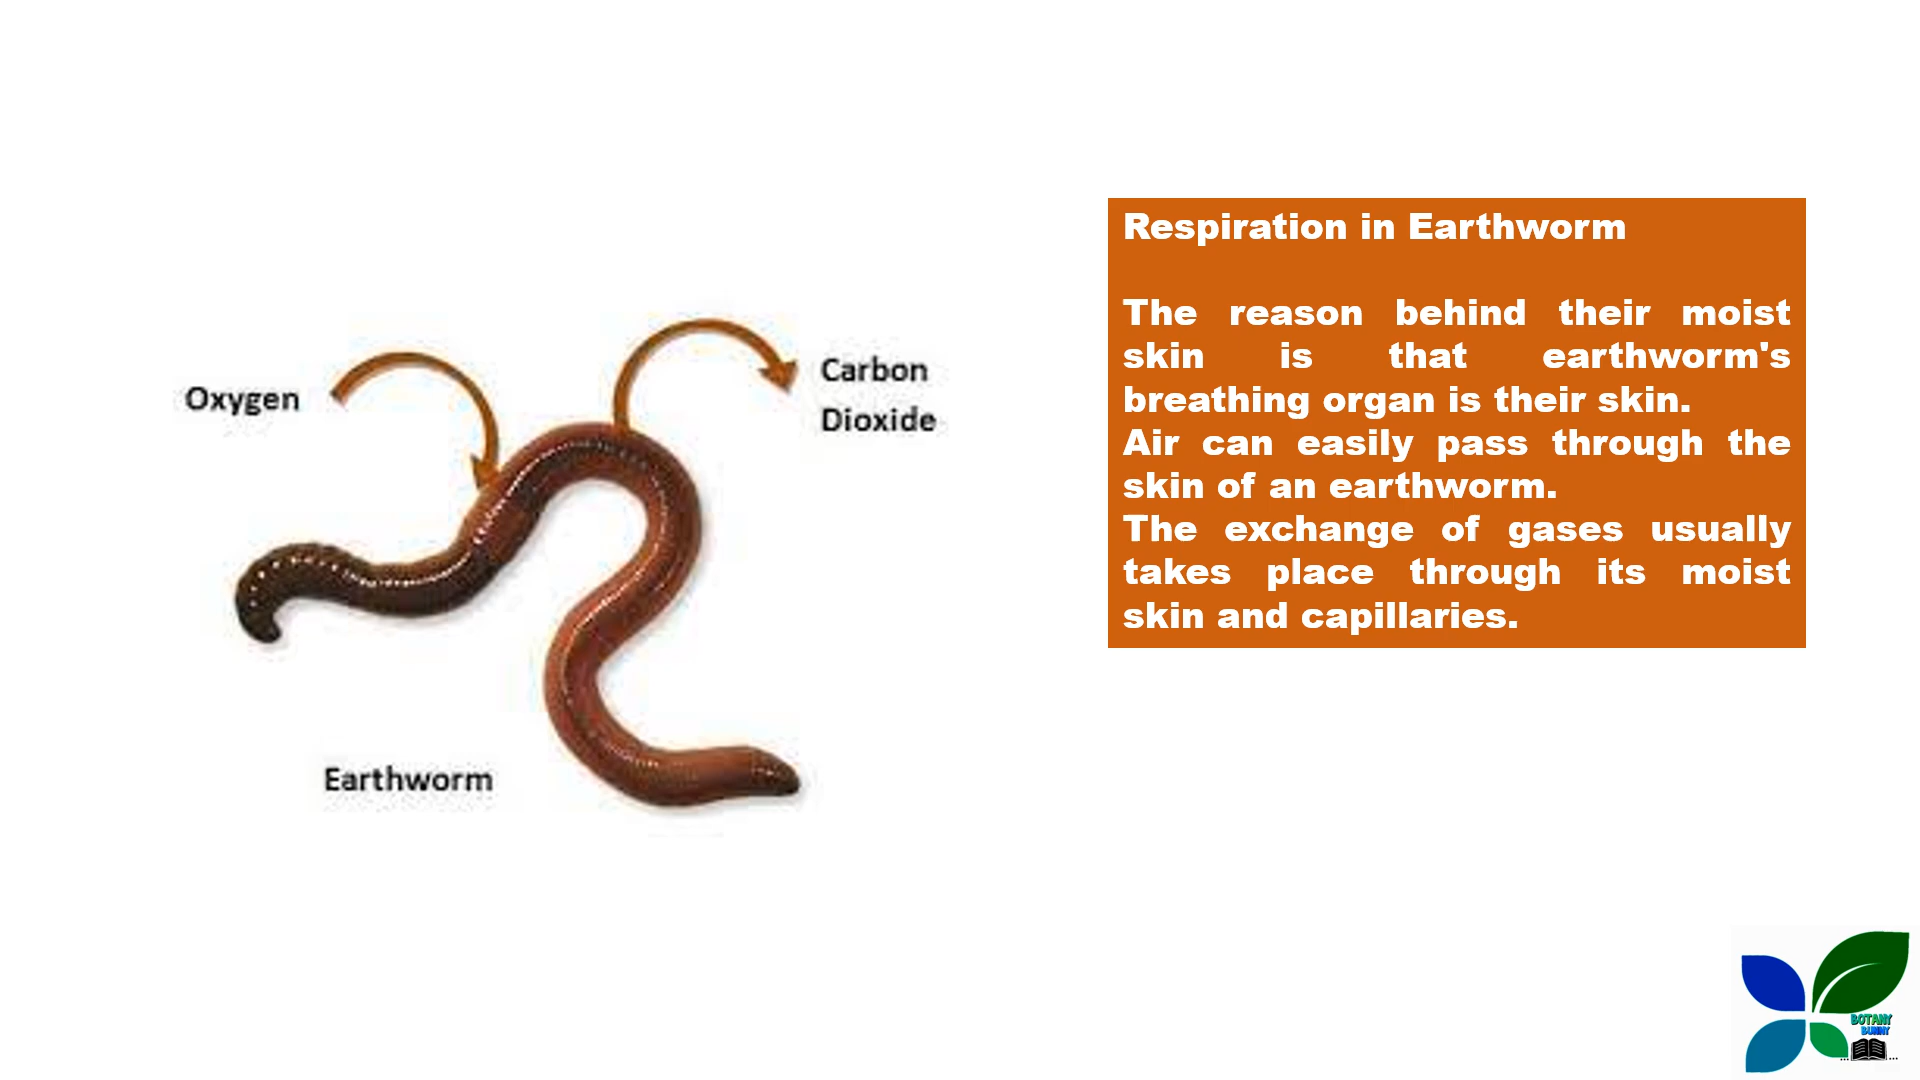 Respiration in Earthworm
The reason behind their moist
skin is that earthworm's
breathing organ is their skin.
Air can easily pass through the
skin of an earthworm.
The exchange of gases usually
takes place through its moist
skin and capillaries.
Oxygen
Carbon
Dioxide
Earthworm
BOTANY
BUNNY